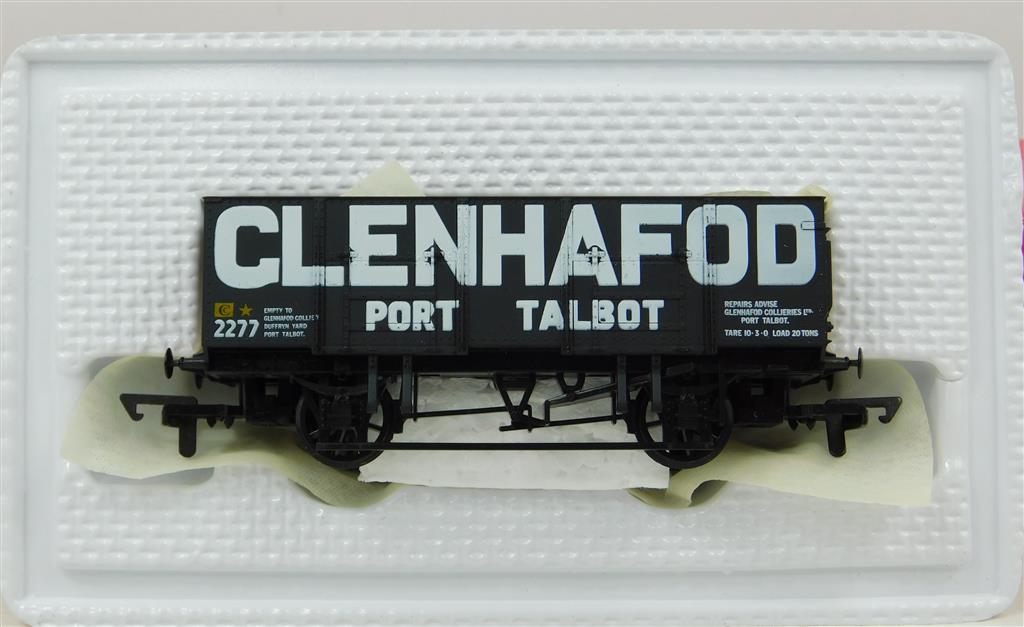 GLENHAFOD
PORT TALBOT
C
2277
EMPTY TO
GLENHAFOD COLLIE
DUFFRYN YARD
PORT TALBOT.
REPAIRS ADVISE
GLENHAFOD COLLIERIES LTD.
PORT TALBOT.
TARE 10-3-0 LOAD 20 TONS